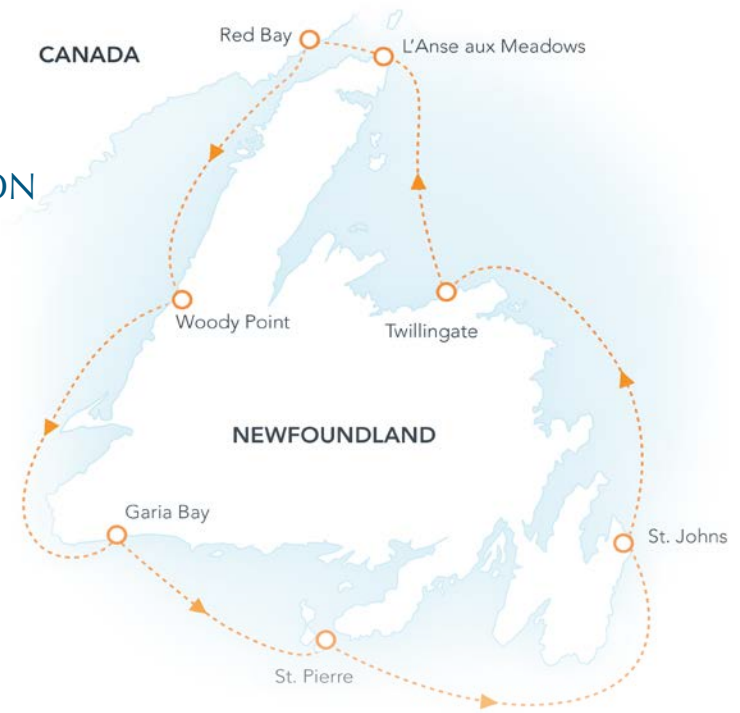 Red Bay
L'Anse aux Meadows
CANADA
ON
Woody Point
Twillingate
NEWFOUNDLAND
Garia Bay
St. Johns
St. Pierre